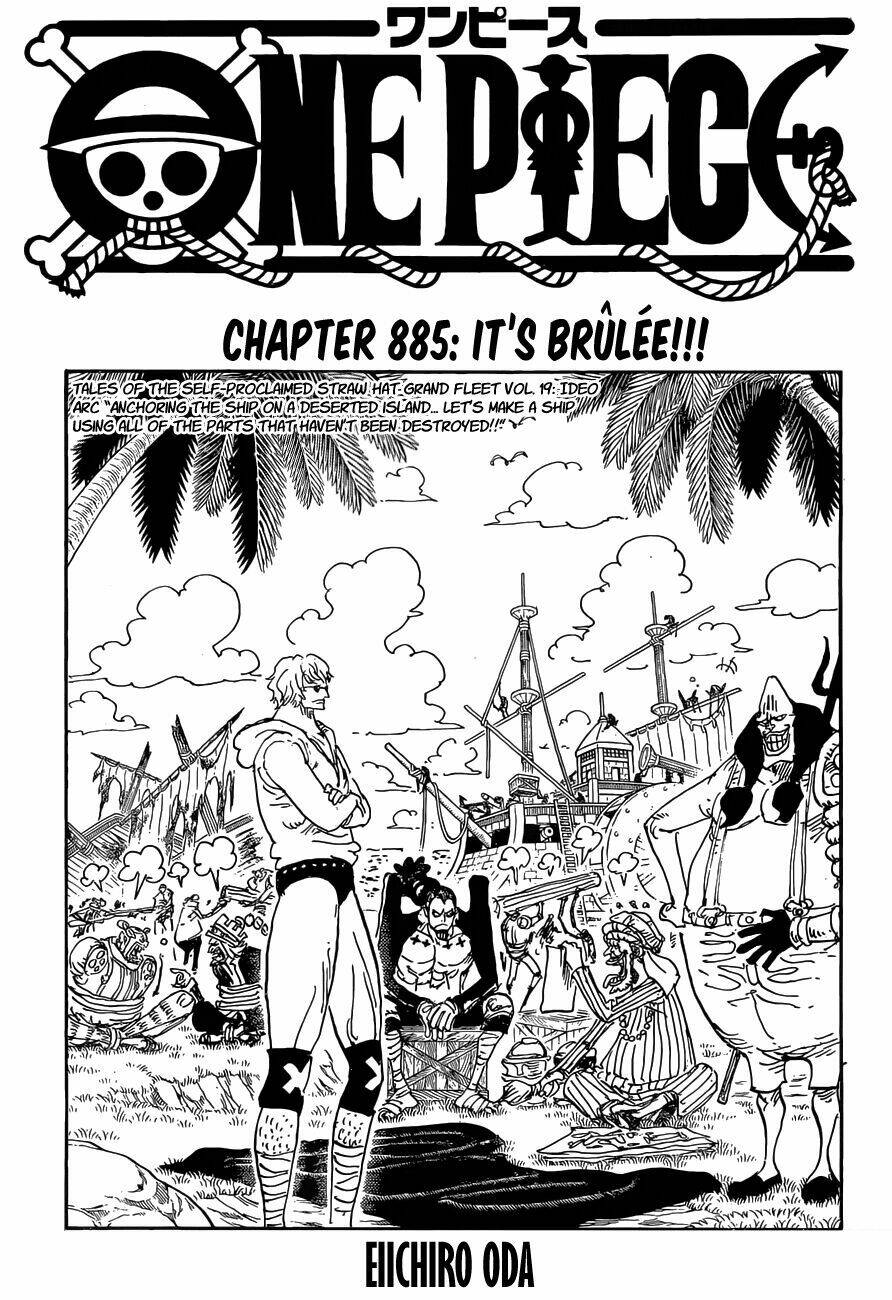 ワンピース
ONE PIECE
CHAPTER 885: IT'S BRÛLÉE!!!
TALES OF THE SELF-PROCLAIMED STRAW HAT GRAND FLEET VOL. 19: IDEO
ARC "ANCHORING THE SHIP ON A DESERTED ISLAND... LET'S MAKE A SHIP
USING ALL OF THE PARTS THAT HAVEN'T BEEN DESTROYED!!"
EIICHIRO ODA